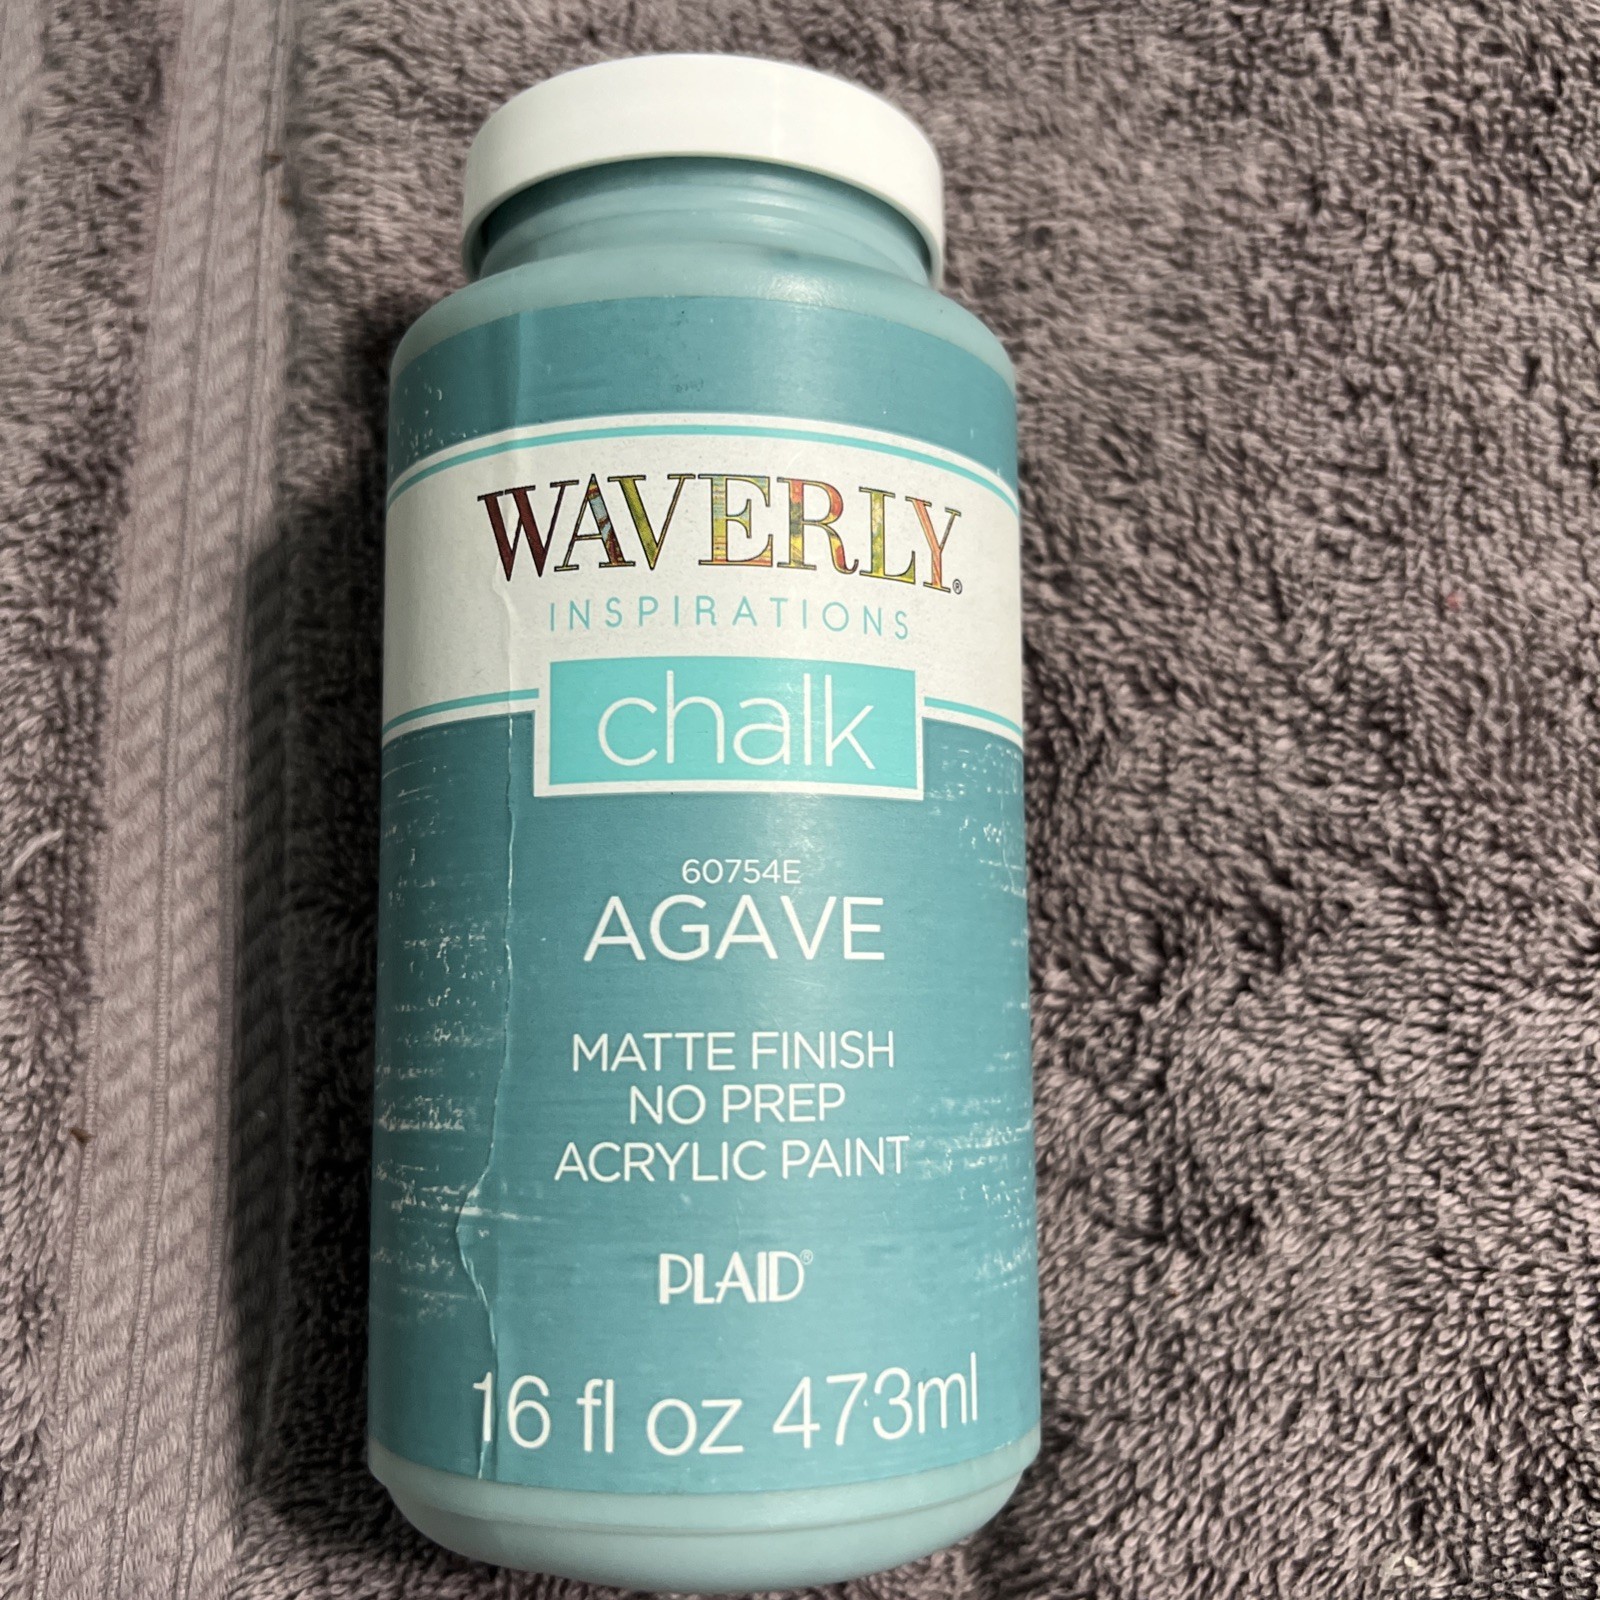 WAVERLY®
INSPIRATIONS
chalk
60754E
AGAVE
MATTE FINISH
NO PREP
ACRYLIC PAINT
PLAID®
16 fl oz 473ml